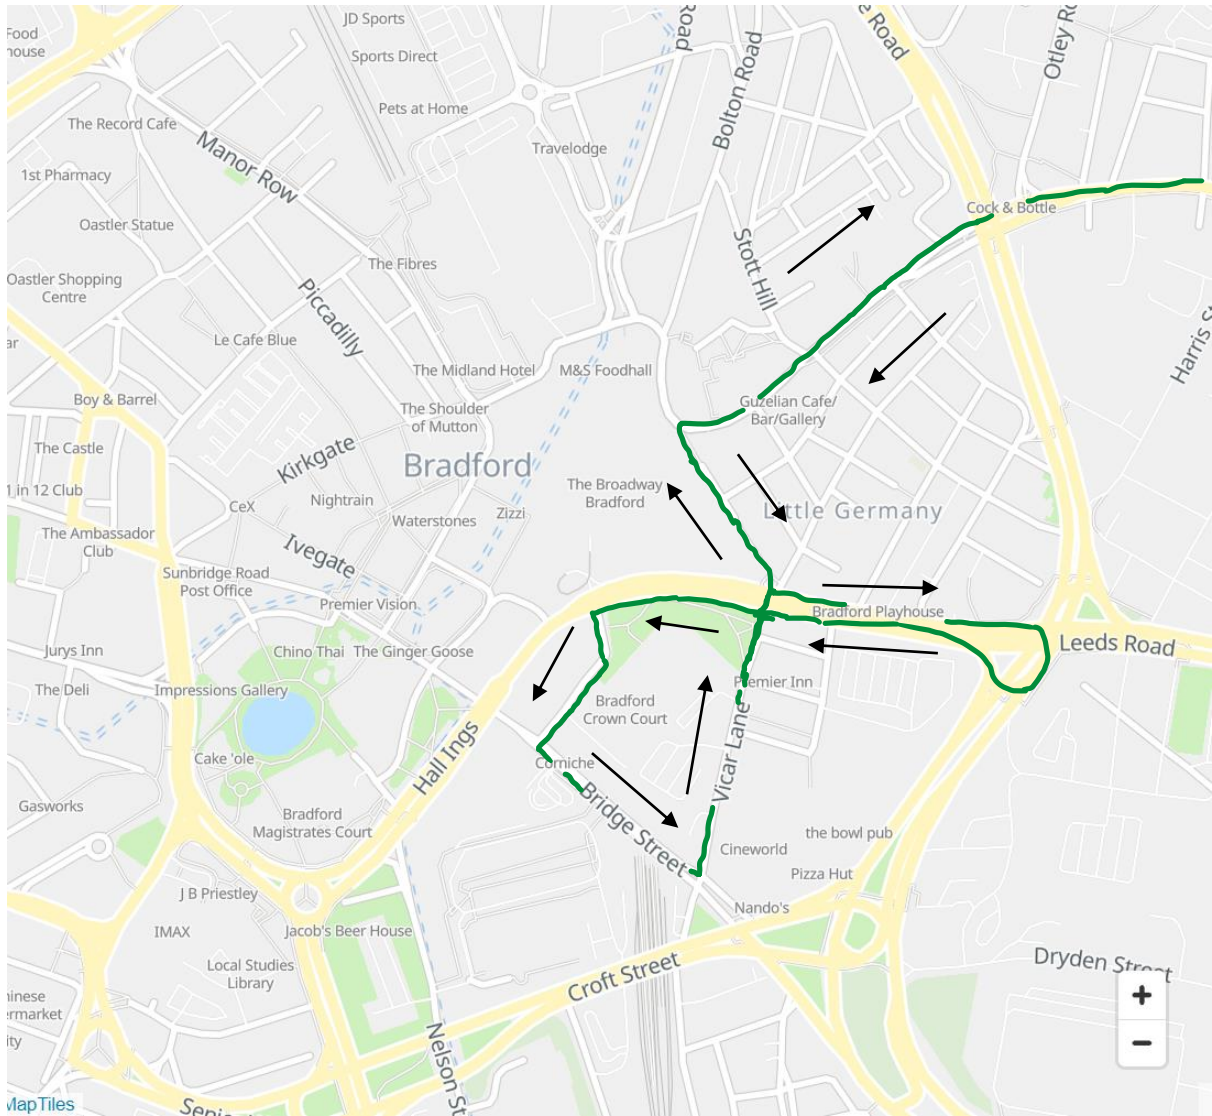 Food
house
JD Sports
Sports Direct
Road
Bolton Road
e Road
Otley Ro
Pets at Home
The Record Cafe
Manor Row
Travelodge
1st Pharmacy
Cock & Bottle
Oastler Statue
Stott Hill
The Fibres
Oastler Shopping
Centre
Piccadilly
Harris St
ar
Le Cafe Blue
The Midland Hotel
M&S Foodhall
Boy & Barrel
The Shoulder
of Mutton
Guzelian Cafe/
Bar/Gallery
The Castle
Kirkgate
Bradford
1 in 12 Club
The Broadway
Bradford
Nightrain
CeX
Zizzi
Little Germany
Waterstones
The Ambassador
Club
Ivegate
Sunbridge Road
Post Office
Premier Vision
Bradford Playhouse
Jurys Inn
Chino Thai
The Ginger Goose
Leeds Road
The Deli
Impressions Gallery
Premier Inn
Bradford
Crown Court
Hall Ings
Cake 'ole
Corniche
Vicar Lane
Gasworks
Bradford
Magistrates Court
Bridge Street
the bowl pub
Cineworld
Pizza Hut
J B Priestley
Nando's
IMAX
Jacob's Beer House
Local Studies
Library
Croft Street
Dryden Street
hinese
ermarket
ity
+
−
Nelson St
MapTiles